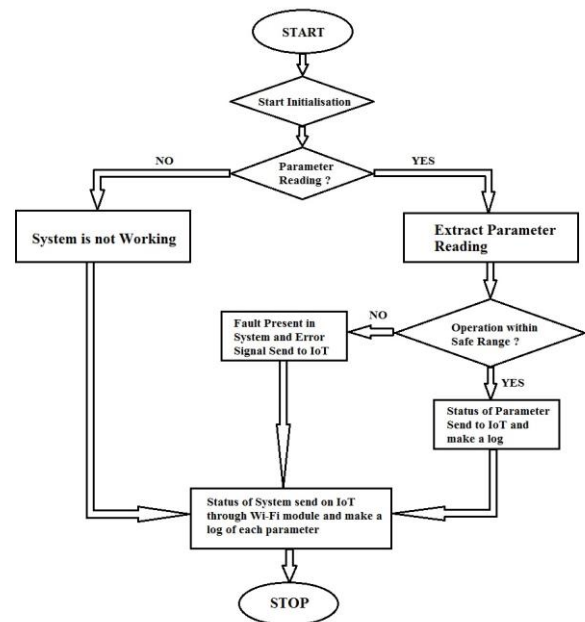 START
Start Initialisation
NO
Parameter
Reading ?
YES
System is not Working
Extract Parameter
Reading
Fault Present in
System and Error
Signal Send to IoT
NO
Operation within
Safe Range ?
YES
Status of Parameter
Send to IoT and
make a log
Status of System send on IoT
through Wi-Fi module and make a
log of each parameter
STOP